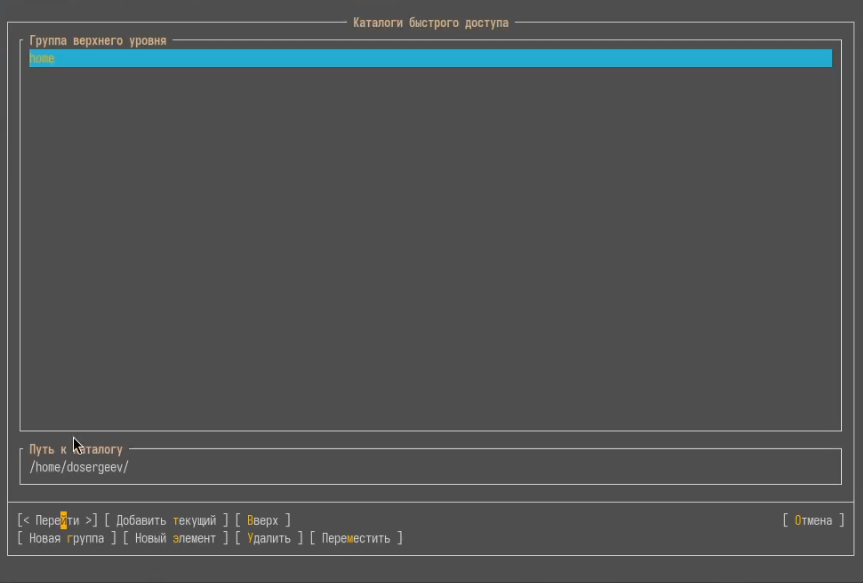 Каталоги быстрого доступа
Группа верхнего уровня
home
Путь к каталогу
/home/dosergeev/
[< Перейти >] [ Добавить текущий ] [ Вверх ] [ Отмена ]
[ Новая группа ] [ Новый элемент ] [ Удалить ] [ Переместить ]